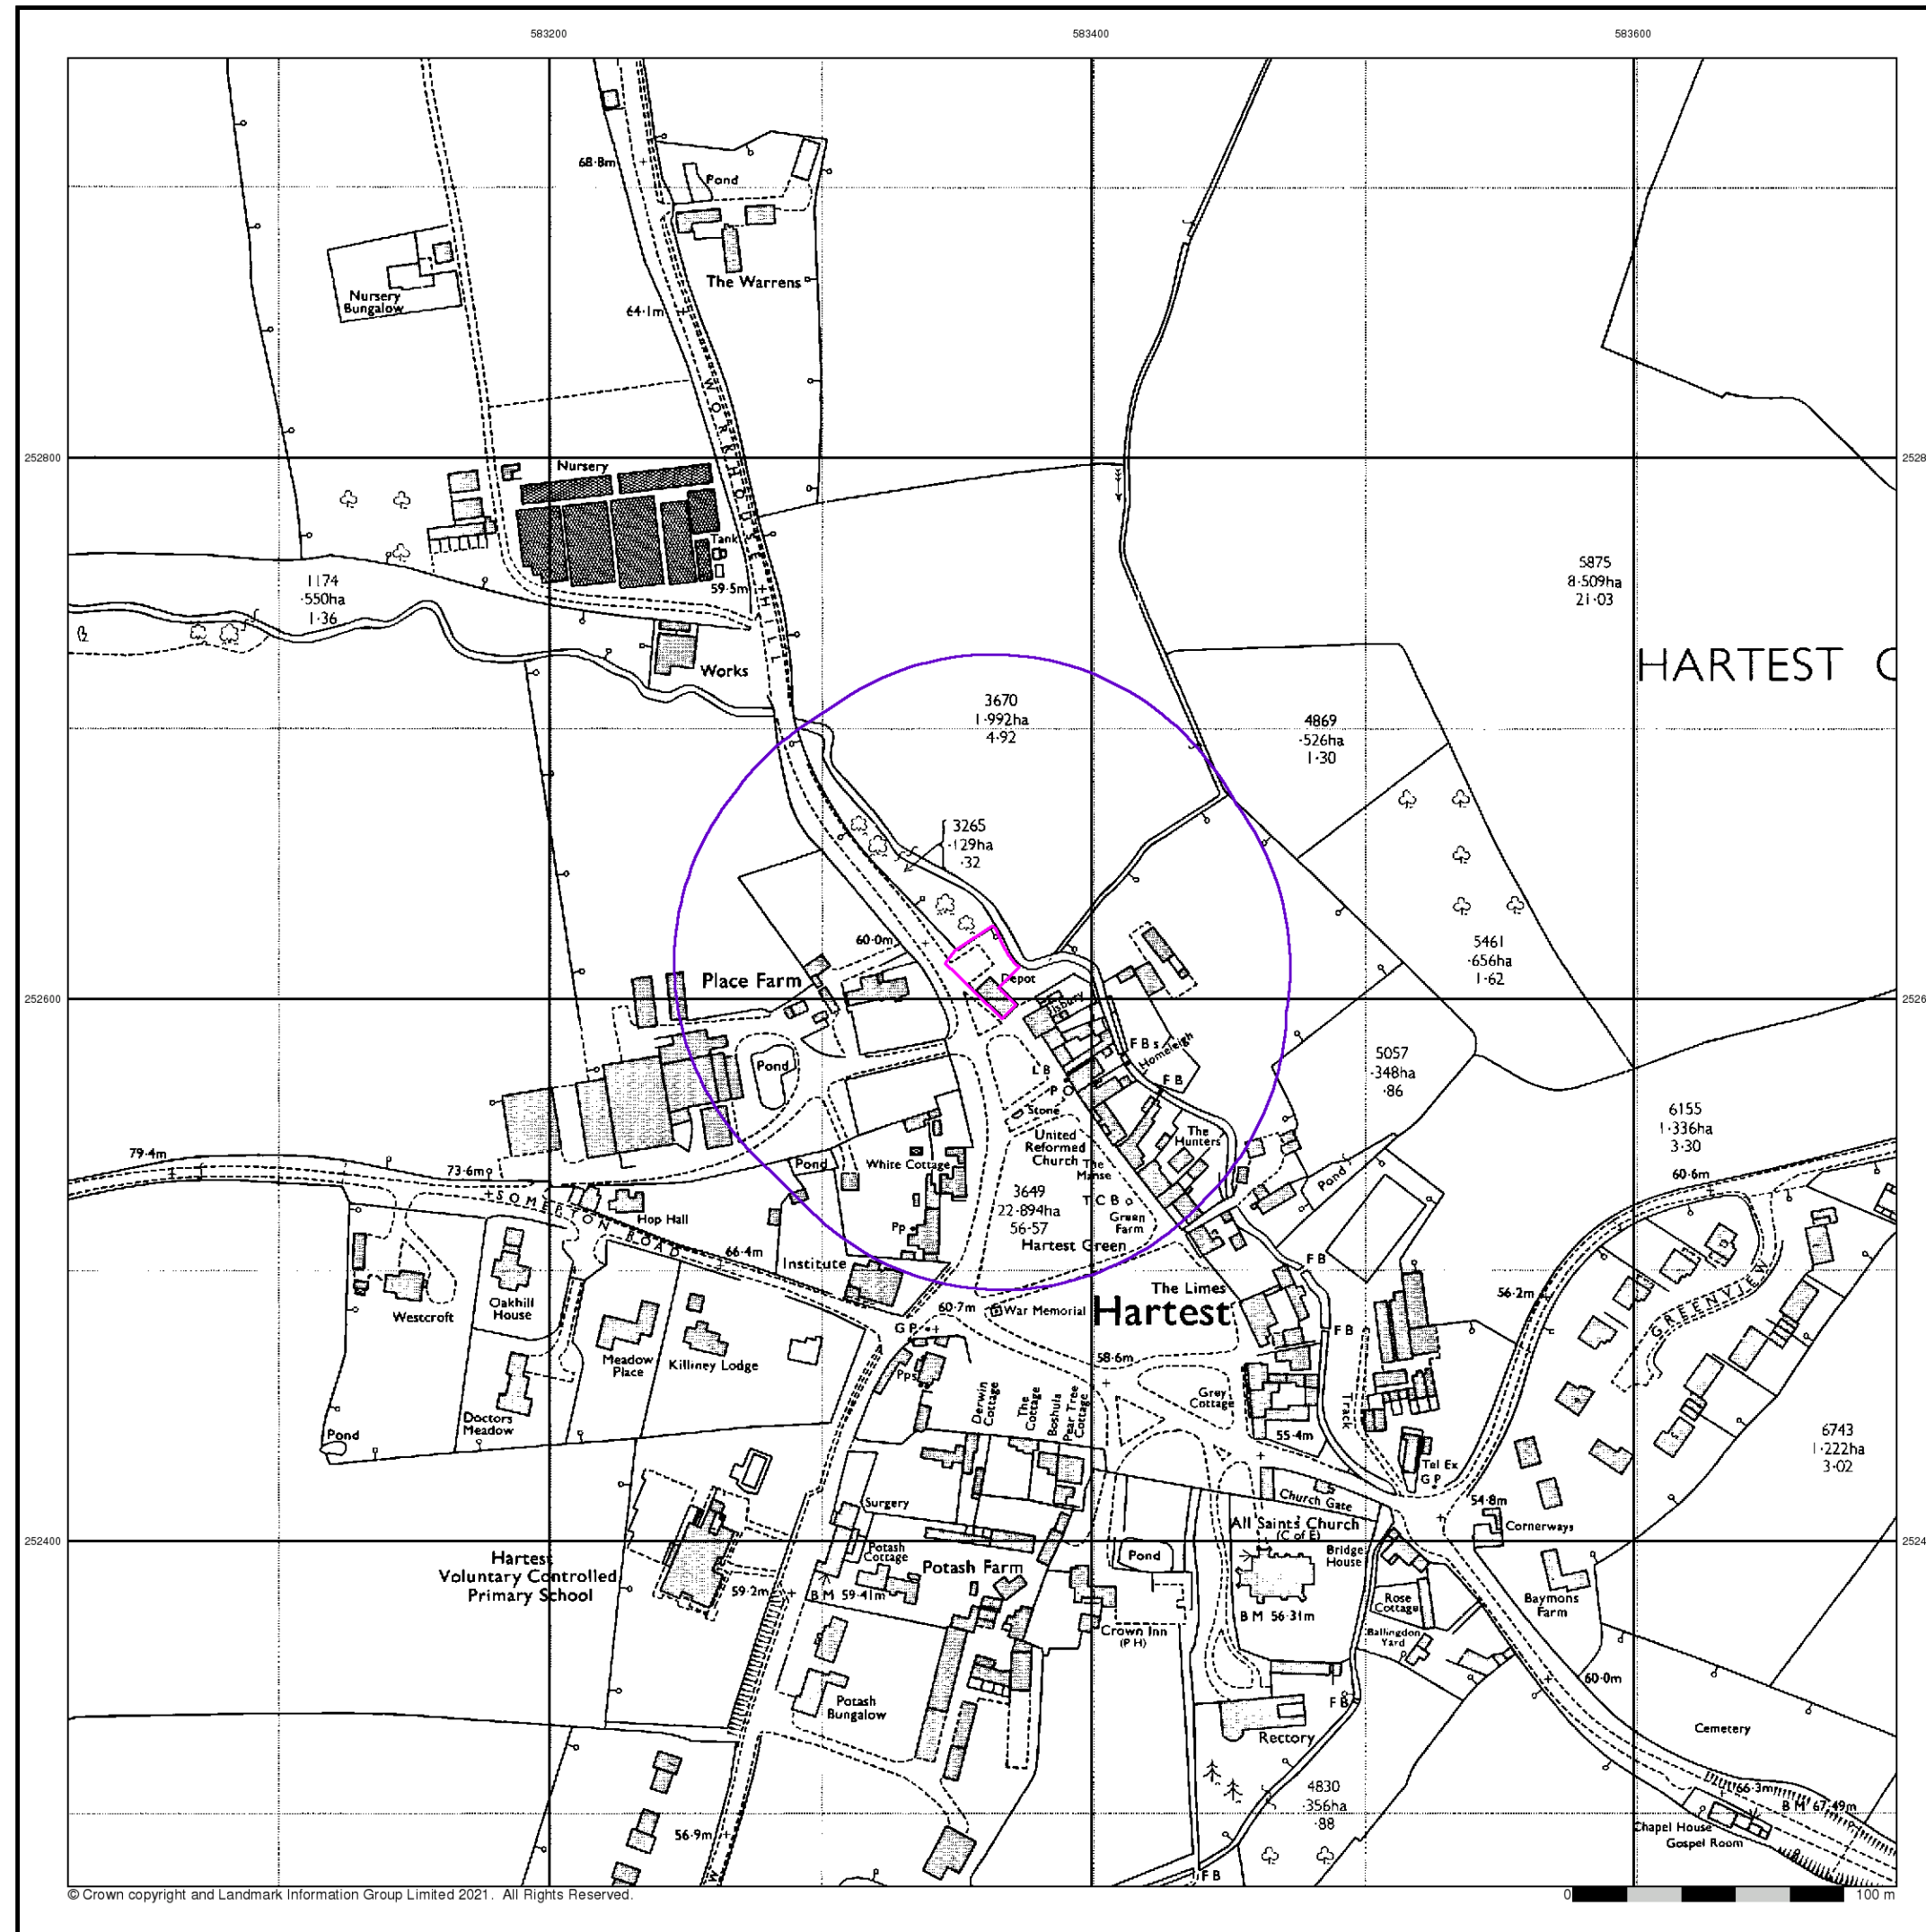 583200
583400
583600
68·8m
Pond
The Warrens
Nursery
Bungalow
64·1m
WORKHOUSE HILL
252800
2528
Nursery
Tank
59·5m
1174
·550ha
1·36
Works
5875
8·509ha
21·03
HARTEST C
3670
1·992ha
4·92
4869
·526ha
1·30
3265
·129ha
·32
60·0m
5461
·656ha
1·62
Place Farm
Depot
252600
2526
Tilsbury
F B s
Homeleigh
5057
·348ha
·86
Pond
L B
P O
F B
Stone
6155
1·336ha
3·30
79·4m
73·6m
United
Reformed
Church
The
Manse
The
Hunters
60·6m
Pond
White Cottage
Pond
SOMERTON ROAD
Hop Hall
3649
22·894ha
56·57
T C B
Green
Farm
Pp
Hartest Green
66·4m
Institute
F B
The Limes
Westcroft
Oakhill
House
60·7m
War Memorial
Hartest
56·2m
GREENVIEW
G P
F B
Meadow
Place
Killiney Lodge
58·6m
Pps
Derwin
Cottage
The
Cottage
Boshula
Pear Tree
Cottage
Grey
Cottage
Track
Doctors
Meadow
Pond
55·4m
6743
1·222ha
3·02
Tel Ex
G P
Surgery
Church Gate
54·8m
All Saints' Church
(C of E)
Cornerways
252400
2524
Hartest
Voluntary Controlled
Primary School
Potash
Cottage
Potash Farm
Pond
Bridge
House
59·2m
B M 59·41m
B M 56·31m
Rose
Cottage
Baymons
Farm
Crown Inn
(P H)
Ballingdon
Yard
60·0m
Potash
Bungalow
F B
Rectory
Cemetery
4830
·356ha
·88
66·3m
B M 67·49m
56·9m
Chapel House
Gospel Room
W
F B
© Crown copyright and Landmark Information Group Limited 2021. All Rights Reserved.
0
100 m